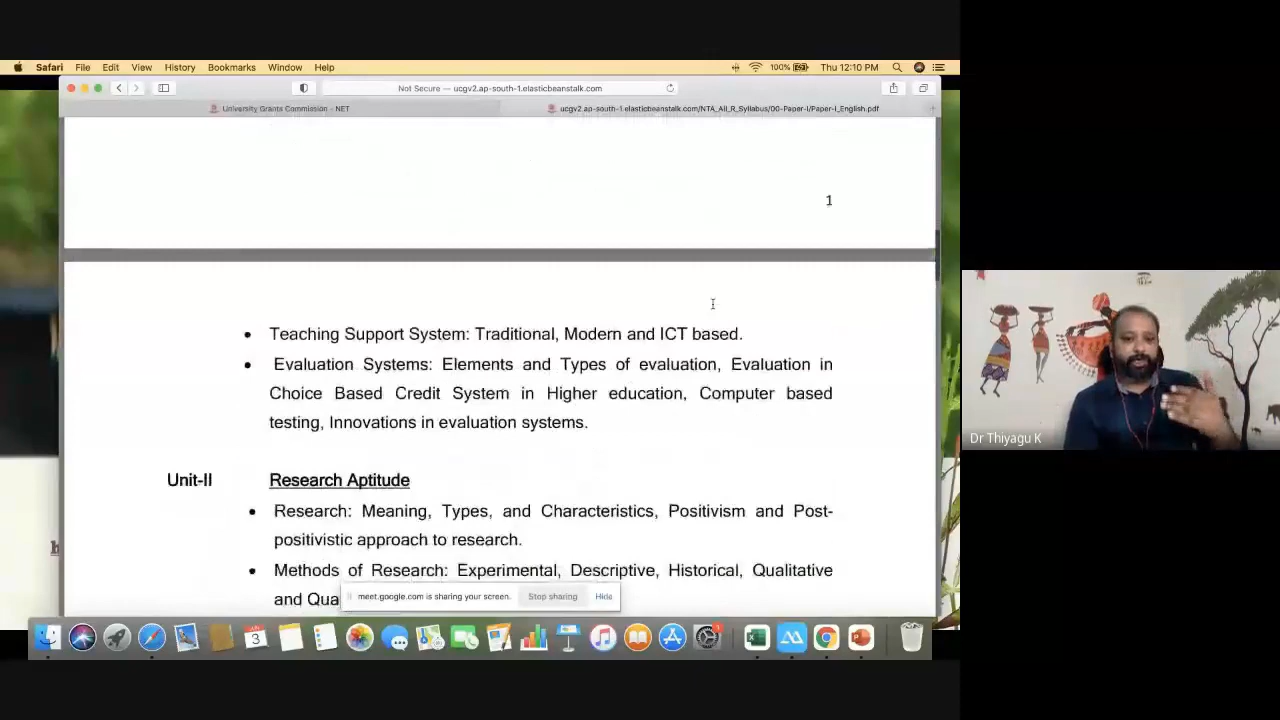 Safari File Edit View History Bookmarks Window Help 100% Thu 12:10 PM
Not Secure — ucgv2.ap-south-1.elasticbeanstalk.com
University Grants Commission - NET
ucgv2.ap-south-1.elasticbeanstalk.com/NTA_All_R_Syllabus/00-Paper-I/Paper-I_English.pdf
1
• Teaching Support System: Traditional, Modern and ICT based.
• Evaluation Systems: Elements and Types of evaluation, Evaluation in
Choice Based Credit System in Higher education, Computer based
testing, Innovations in evaluation systems.
Unit-II Research Aptitude
• Research: Meaning, Types, and Characteristics, Positivism and Post-
positivistic approach to research.
• Methods of Research: Experimental, Descriptive, Historical, Qualitative
and Qua
meet.google.com is sharing your screen. Stop sharing Hide
3
1
Dr Thiyagu K